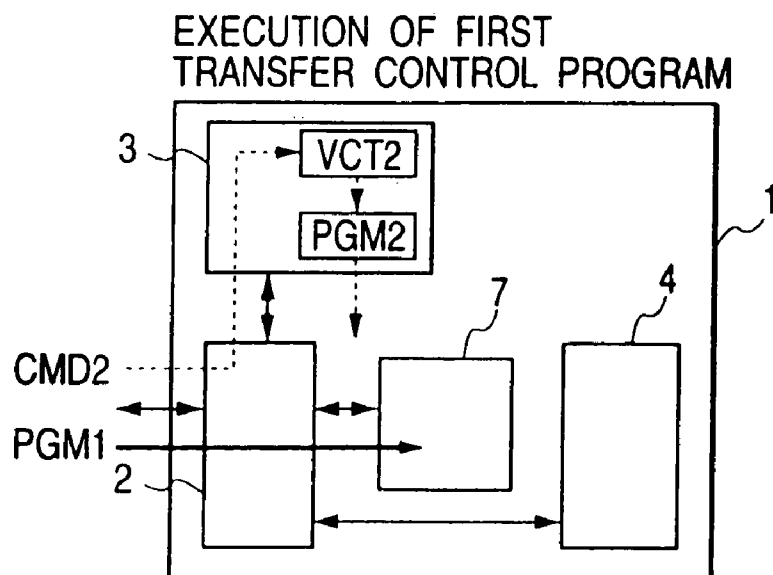 EXECUTION OF FIRST
TRANSFER CONTROL PROGRAM
3
VCT2
1
PGM2
7
4
CMD2
PGM1
2